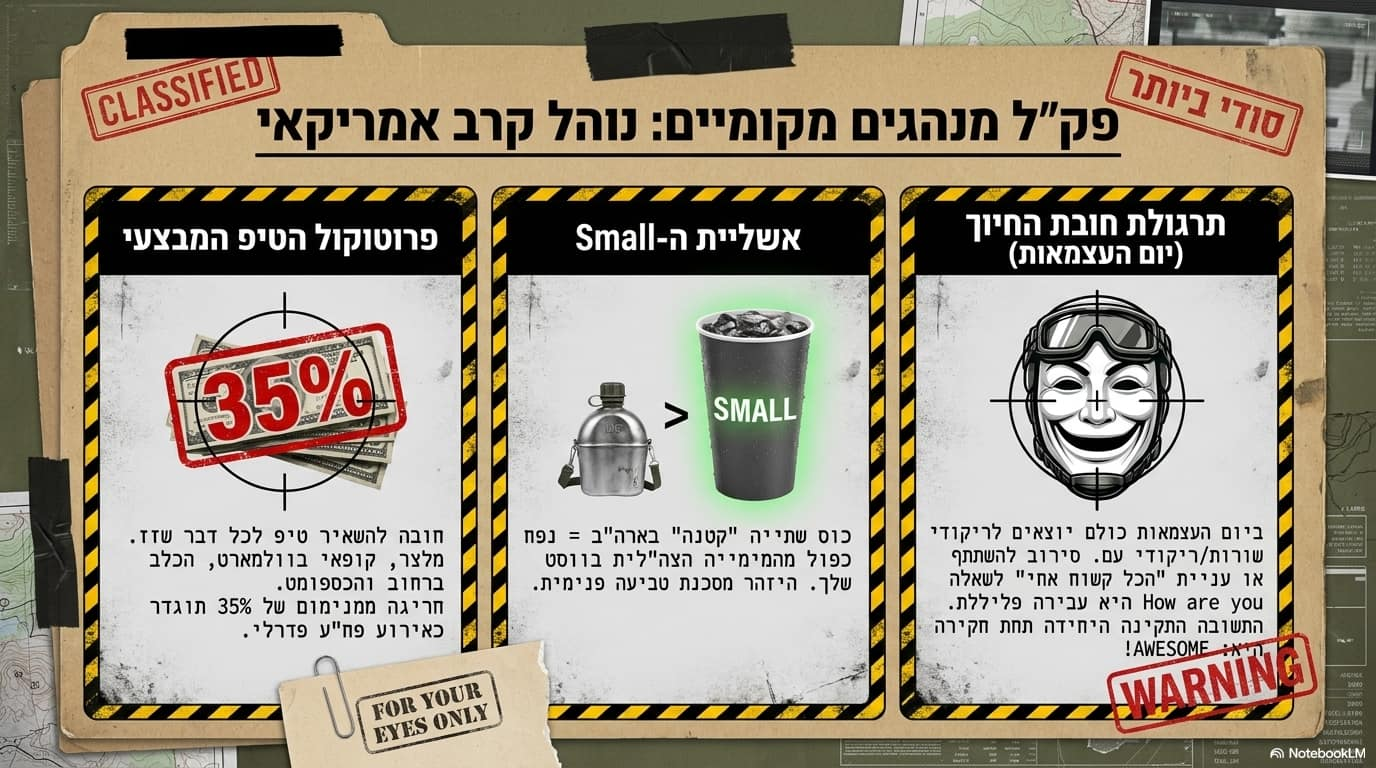 CLASSIFIED
סודי ביותר
פק"ל מנהגים מקומיים: נוהל קרב אמריקאי
תרגולת חובת החיוך
(יום העצמאות)
ביום העצמאות כולם יוצאים לריקודי
שורות/ריקודי עם. סירוב להשתתף
או עניית "הכל קשוח אחי" לשאלה
How are you היא עבירה פלילית.
התשובה התקינה היחידה תחת חקירה
היא: AWESOME!
WARNING
אשליית ה-Small
>
SMALL
כוס שתייה "קטנה" בארה"ב = נפח
כפול מהמימייה הצה"לית בווסט
שלך. היזהר מסכנת טביעה פנימית.
פרוטוקול הטיפ המבצעי
35%
חובה להשאיר טיפ לכל דבר שזז.
מלצר, קופאי בוולמארט, הכלב
ברחוב והכספומט.
חריגה ממנימום של 35% תוגדר
כאירוע פח"ע פדרלי.
FOR YOUR
EYES ONLY
NotebookLM